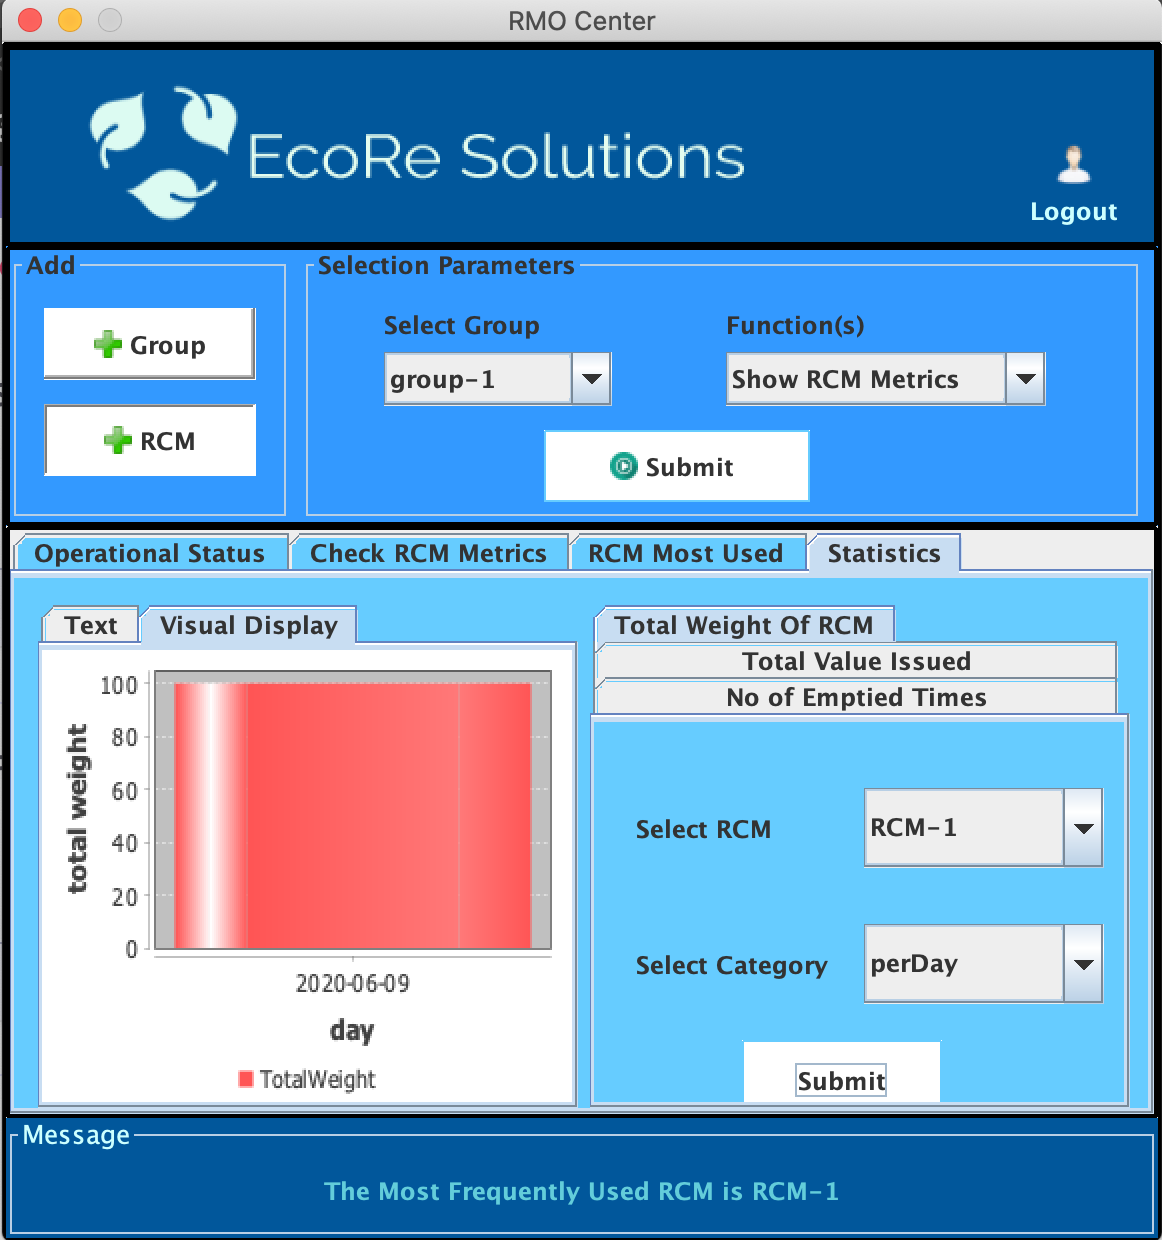 RMO Center
EcoRe Solutions
Logout
Add
Group
RCM
Selection Parameters
Select Group
Function(s)
group-1
Show RCM Metrics
Submit
Operational Status
Check RCM Metrics
RCM Most Used
Statistics
Text
Visual Display
total weight
100
80
60
40
20
0
2020-06-09
day
TotalWeight
Total Weight Of RCM
Total Value Issued
No of Emptied Times
Select RCM
RCM-1
Select Category
perDay
Submit
Message
The Most Frequently Used RCM is RCM-1